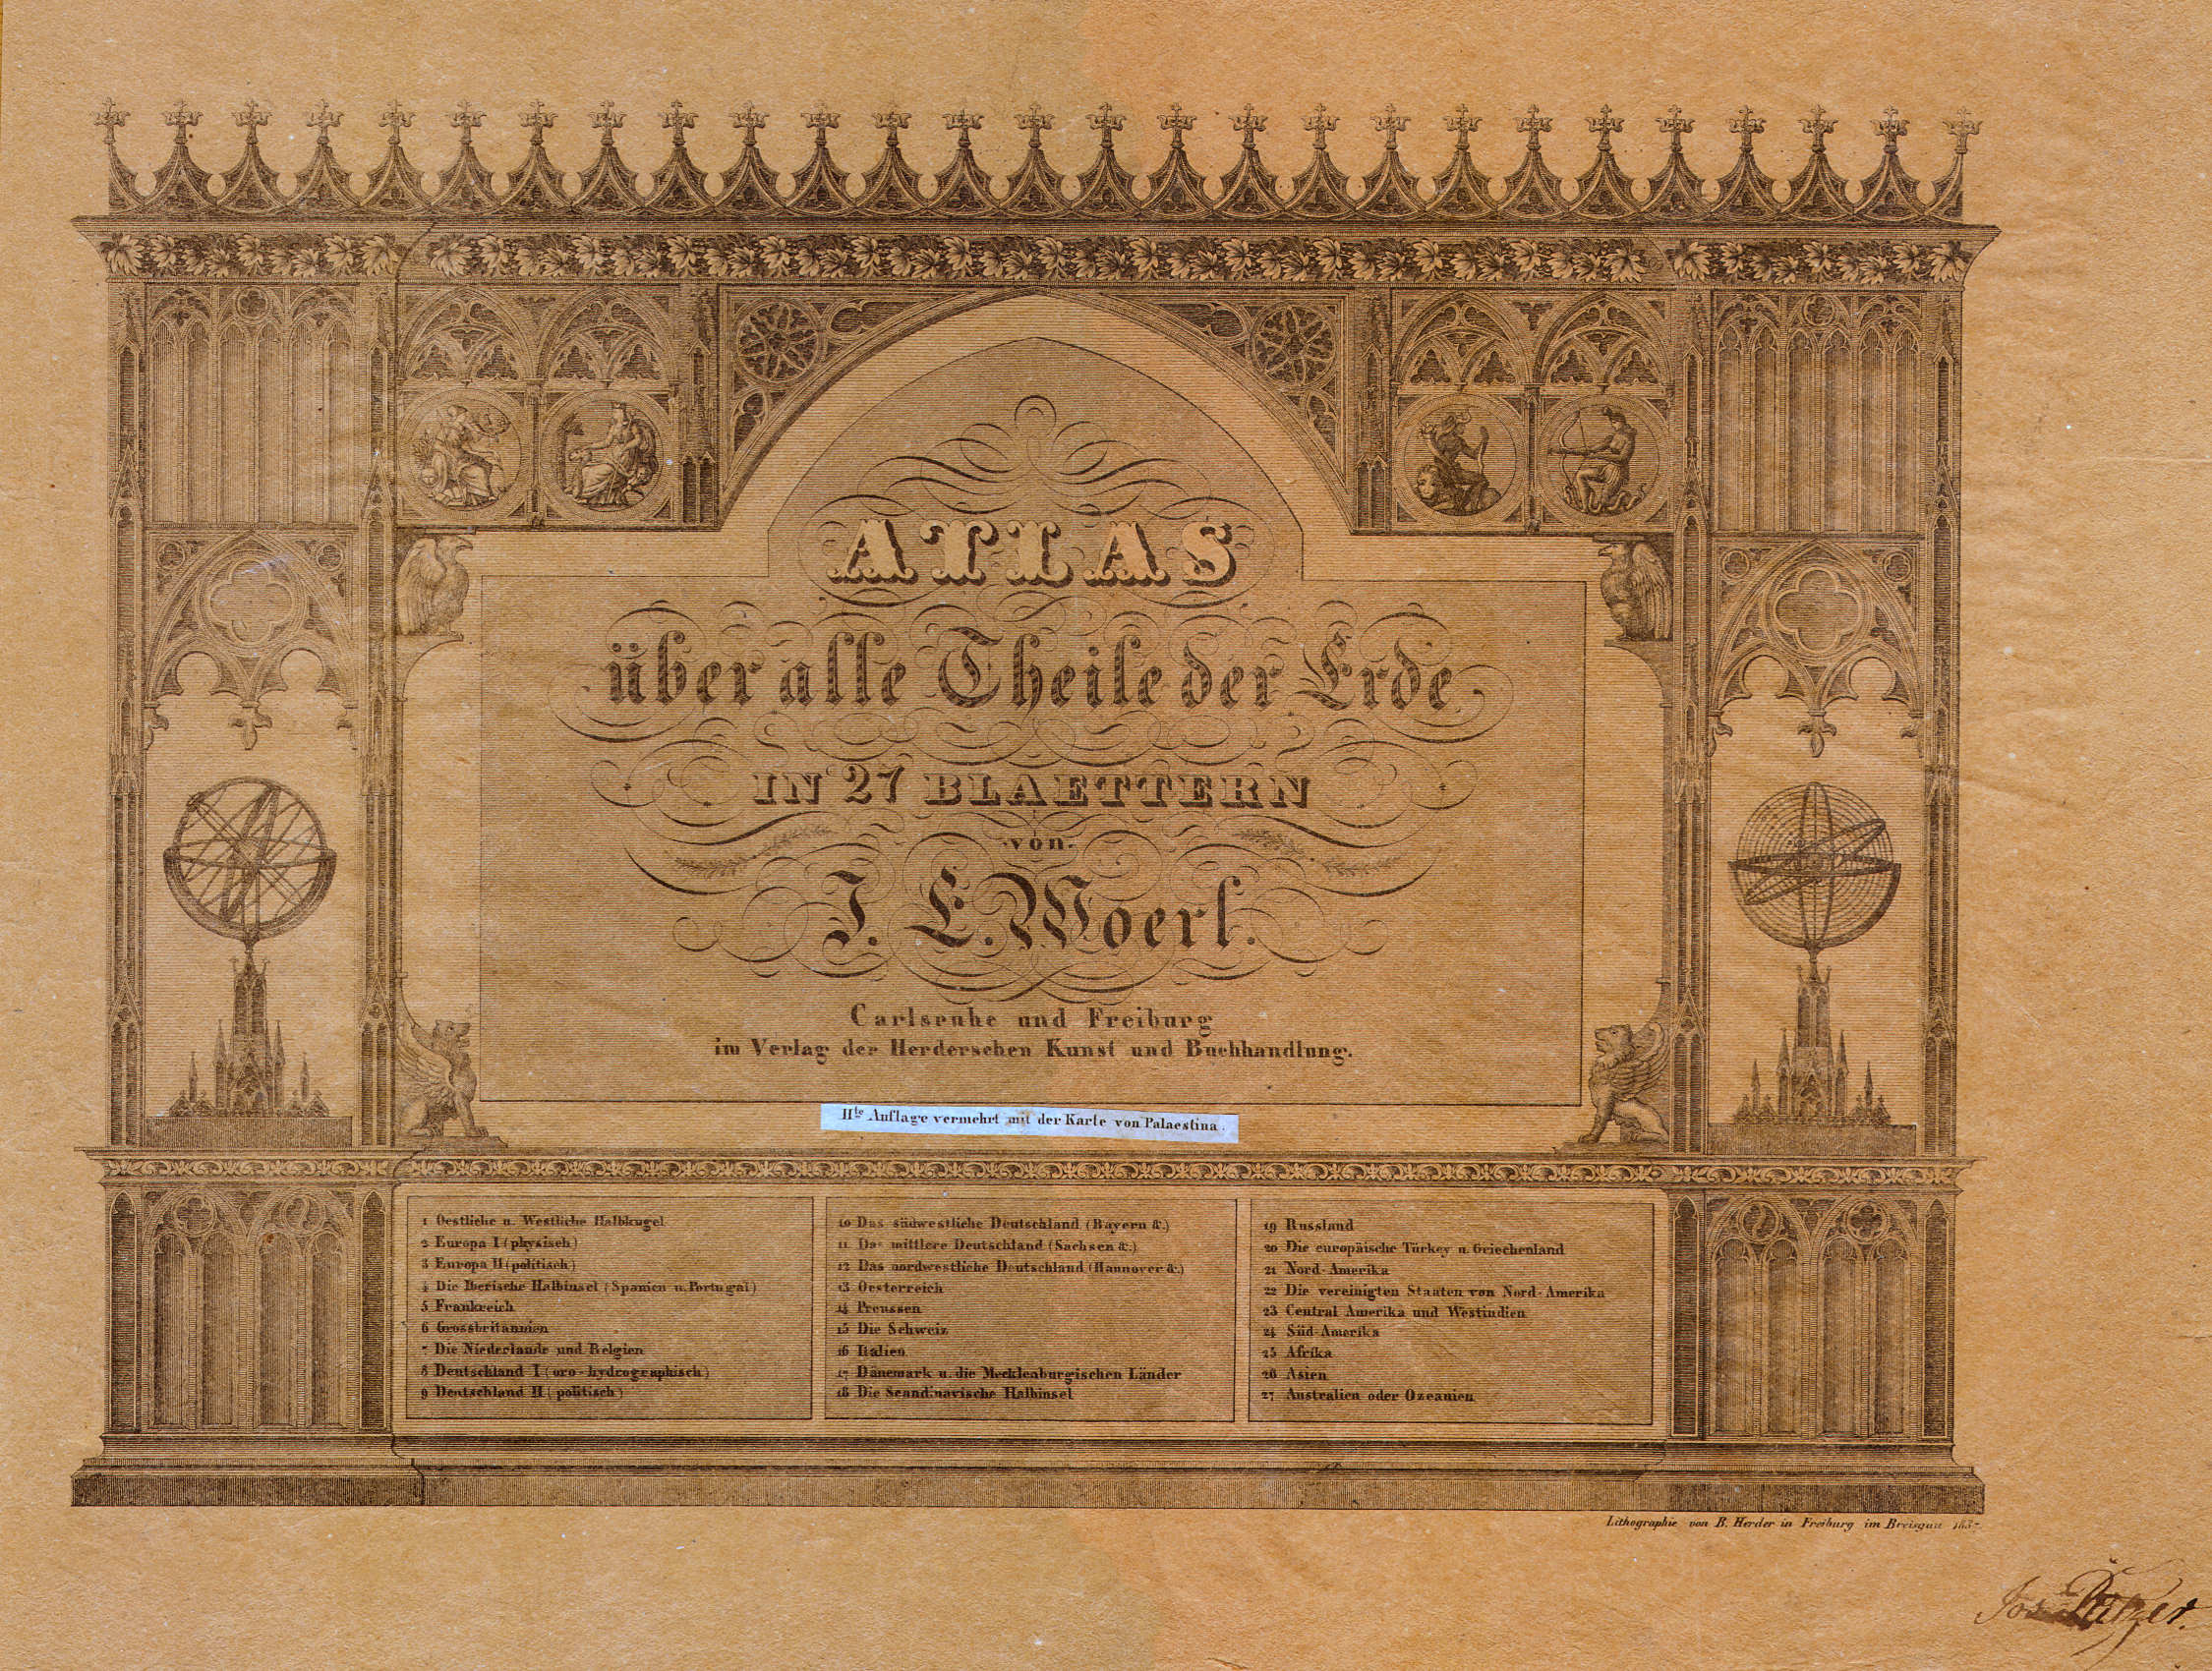 ATLAS
über alle Theile der Erde
IN 27 BLAETTERN
von
J. E. Woerl.
Carlsruhe und Freiburg
im Verlag der Herderschen Kunst und Buchhandlung.
IIte Auflage vermehrt mit der Karte von Palaestina.
1 Oestliche u. Westliche Halbkugel
2 Europa I (physisch)
3 Europa II (politisch)
4 Die Iberische Halbinsel (Spanien u. Portugal)
5 Frankreich
6 Grossbritannien
7 Die Niederlande und Belgien
8 Deutschland I (oro-hydrographisch)
9 Deutschland II (politisch)
10 Das südwestliche Deutschland (Bayern &.)
11 Das mittlere Deutschland (Sachsen &.)
12 Das nordwestliche Deutschland (Hannover &.)
13 Oesterreich
14 Preussen
15 Die Schweiz
16 Italien
17 Dänemark u. die Mecklenburgischen Länder
18 Die Scandinavische Halbinsel
19 Russland
20 Die europäische Türkey u. Griechenland
21 Nord-Amerika
22 Die vereinigten Staaten von Nord-Amerika
23 Central Amerika und Westindien
24 Süd-Amerika
25 Afrika
26 Asien
27 Australien oder Ozeanien
Lithographie von B. Herder in Freiburg im Breisgau
Jos.